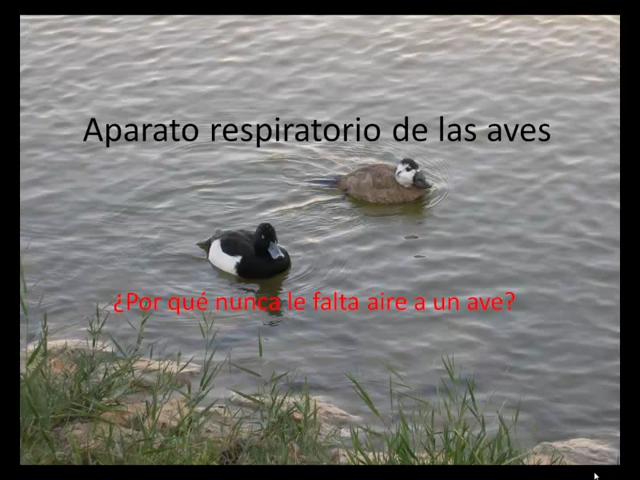 Aparato respiratorio de las aves
¿Por qué nunca le falta aire a un ave?